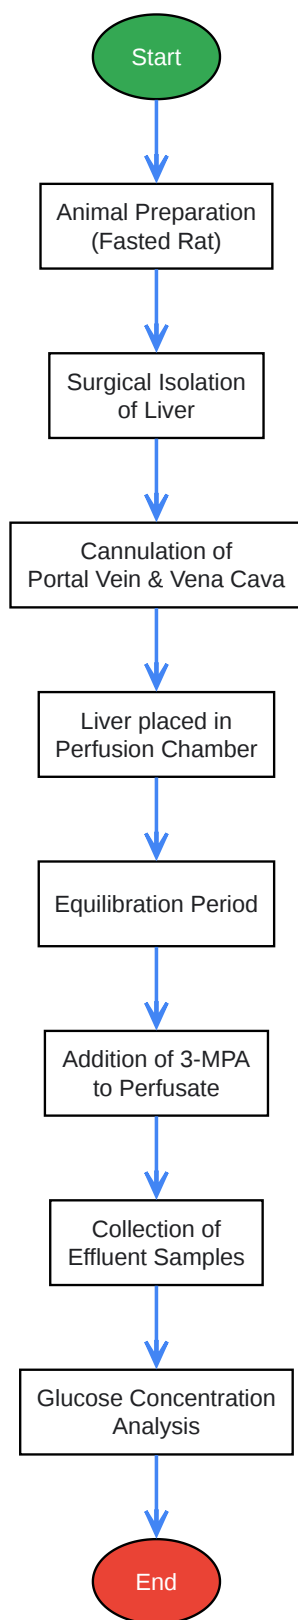 Start
Animal Preparation
(Fasted Rat)
Surgical Isolation
of Liver
Cannulation of
Portal Vein & Vena Cava
Liver placed in
Perfusion Chamber
Equilibration Period
Addition of 3-MPA
to Perfusate
Collection of
Effluent Samples
Glucose Concentration
Analysis
End